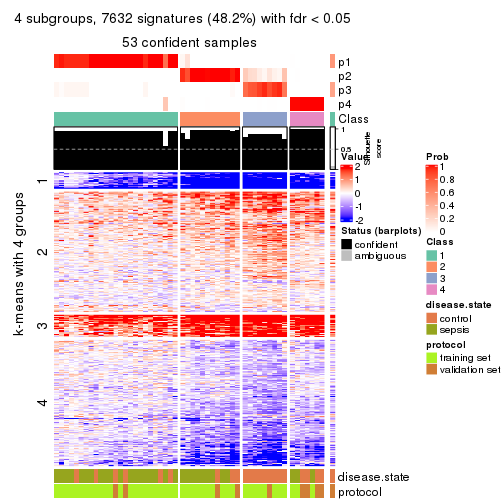 4 subgroups, 7632 signatures (48.2%) with fdr < 0.05
53 confident samples
p1
p2
p3
p4
Class
1
0.5
Silhouette
score
k-means with 4 groups
1
2
3
4
Value
2
1
0
-1
-2
Status (barplots)
confident
ambiguous
Prob
1
0.8
0.6
0.4
0.2
0
Class
1
2
3
4
disease.state
control
sepsis
protocol
training set
validation set
disease.state
protocol